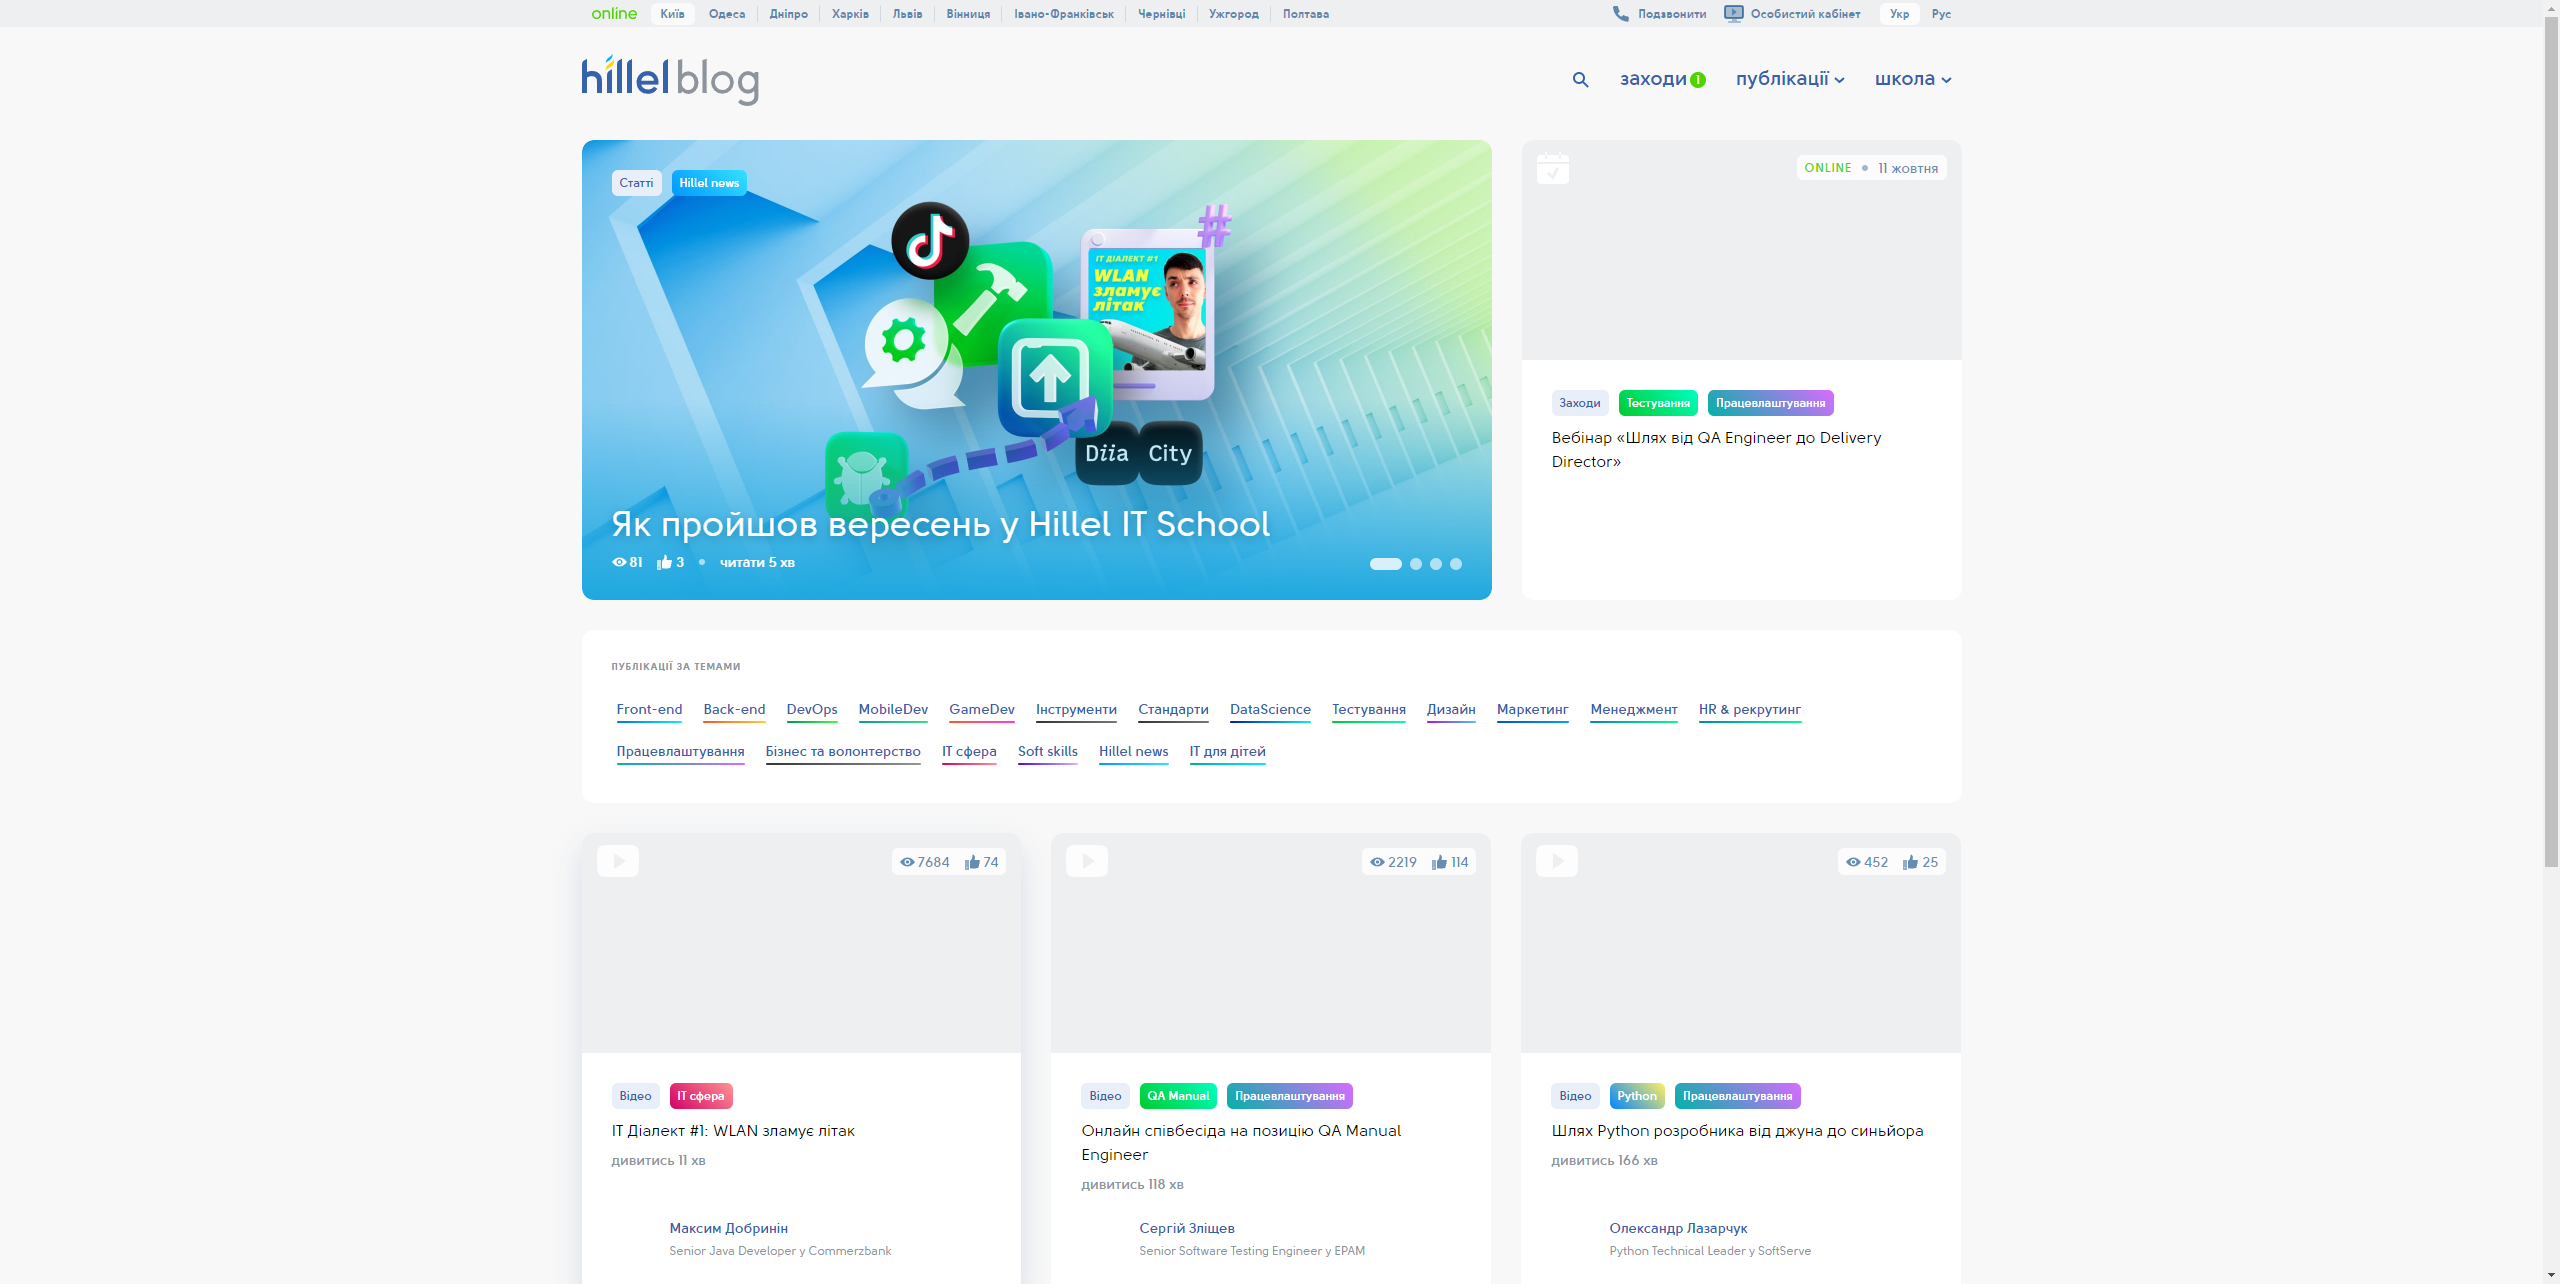 online Київ Одеса Дніпро Харків Львів Вінниця Івано-Франківськ Чернівці Ужгород Полтава Подзвонити Особистий кабінет Укр Рус
hillel blog заходи 1 публікації школа
Статті Hillel news
IT ДІАЛЕКТ #1
WLAN
зламує
літак
#
Diia City
Як пройшов вересень у Hillel IT School
81 3 читати 5 хв
ONLINE 11 жовтня
Заходи Тестування Працевлаштування
Вебінар «Шлях від QA Engineer до Delivery
Director»
ПУБЛІКАЦІЇ ЗА ТЕМАМИ
Front-end Back-end DevOps MobileDev GameDev Інструменти Стандарти DataScience Тестування Дизайн Маркетинг Менеджмент HR & рекрутинг
Працевлаштування Бізнес та волонтерство IT сфера Soft skills Hillel news IT для дітей
7684 74
Відео IT сфера
IT Діалект #1: WLAN зламує літак
дивитись 11 хв
Максим Добринін
Senior Java Developer у Commerzbank
2219 114
Відео QA Manual Працевлаштування
Онлайн співбесіда на позицію QA Manual
Engineer
дивитись 118 хв
Сергій Зліщев
Senior Software Testing Engineer у EPAM
452 25
Відео Python Працевлаштування
Шлях Python розробника від джуна до синьйора
дивитись 166 хв
Олександр Лазарчук
Python Technical Leader у SoftServe